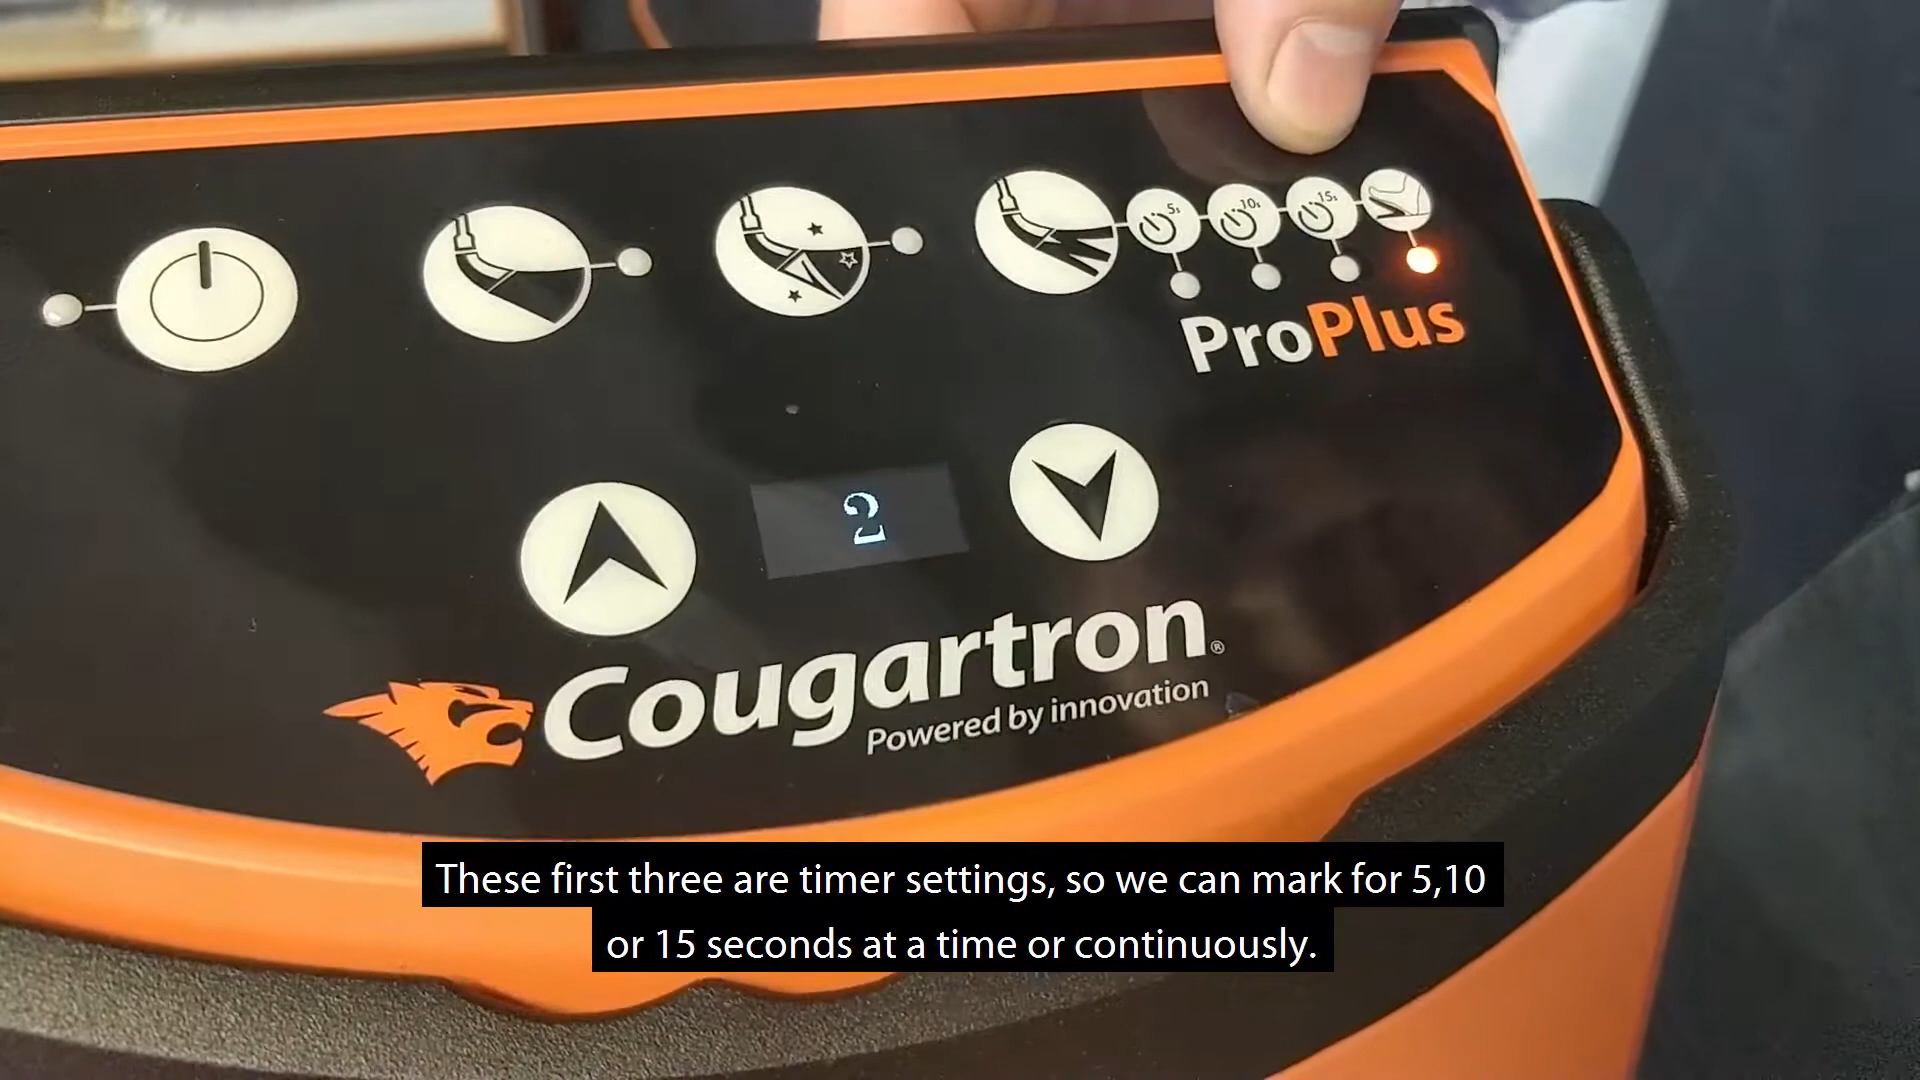 5s
10s
15s
ProPlus
2
Cougartron®
Powered by innovation
These first three are timer settings, so we can mark for 5,10
or 15 seconds at a time or continuously.